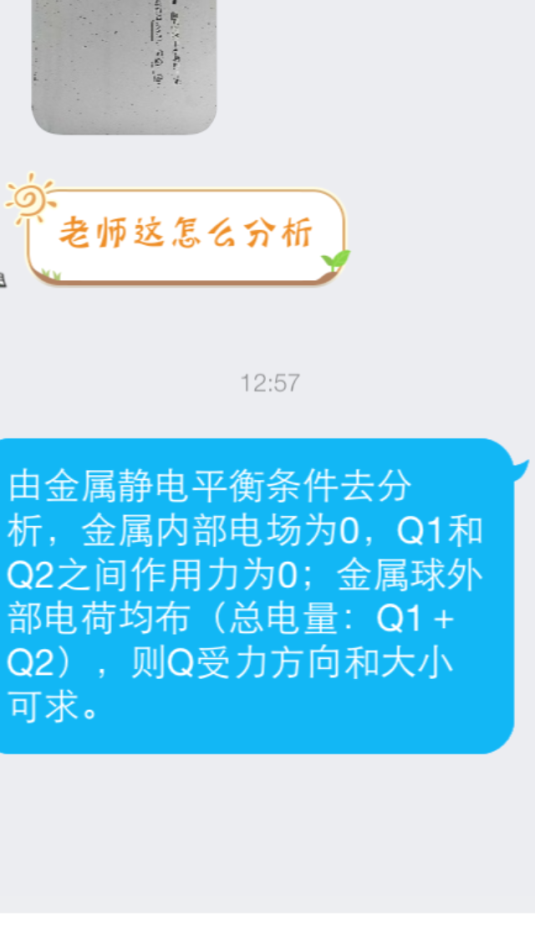 老师这怎么分析
12:57
由金属静电平衡条件去分
析，金属内部电场为0，Q1和
Q2之间作用力为0；金属球外
部电荷均布（总电量：Q1＋
Q2），则Q受力方向和大小
可求。